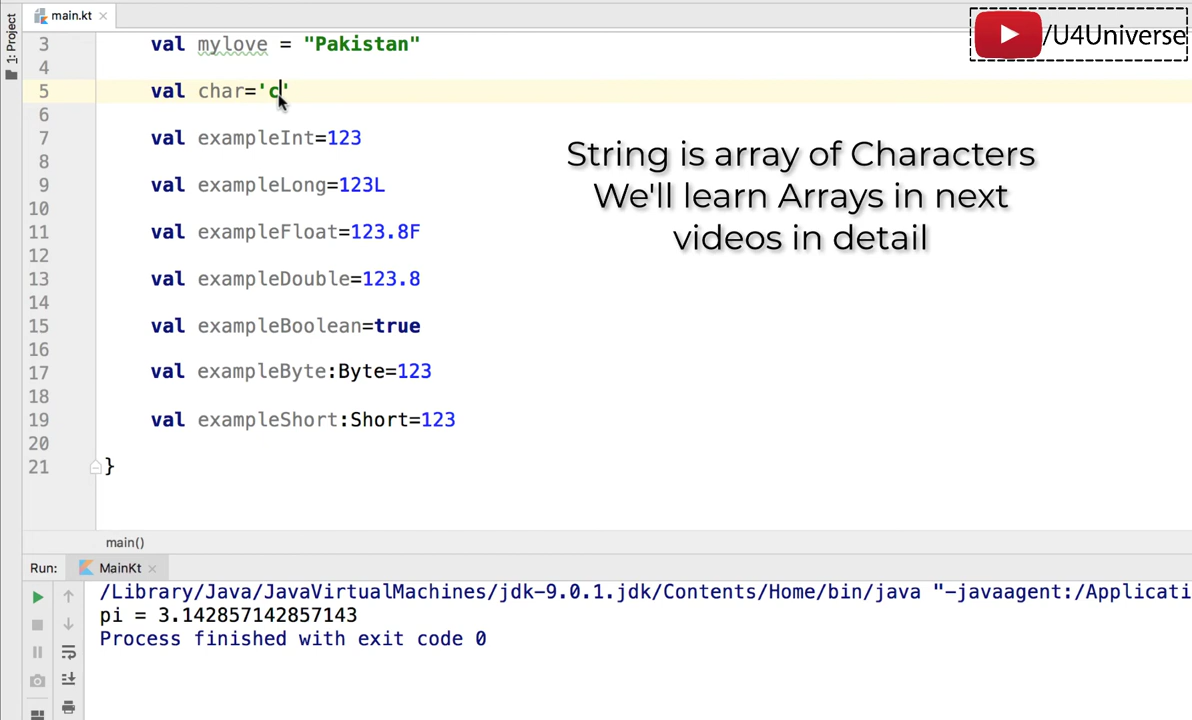 main.kt
/U4Universe
1: Project
3 val mylove = "Pakistan"
4
5 val char='c'
6
7 val exampleInt=123
8
9 val exampleLong=123L
10
11 val exampleFloat=123.8F
12
13 val exampleDouble=123.8
14
15 val exampleBoolean=true
16
17 val exampleByte:Byte=123
18
19 val exampleShort:Short=123
20
21 }
String is array of Characters
We'll learn Arrays in next
videos in detail
main()
Run: MainKt
/Library/Java/JavaVirtualMachines/jdk-9.0.1.jdk/Contents/Home/bin/java "-javaagent:/Applicati
pi = 3.142857142857143
Process finished with exit code 0